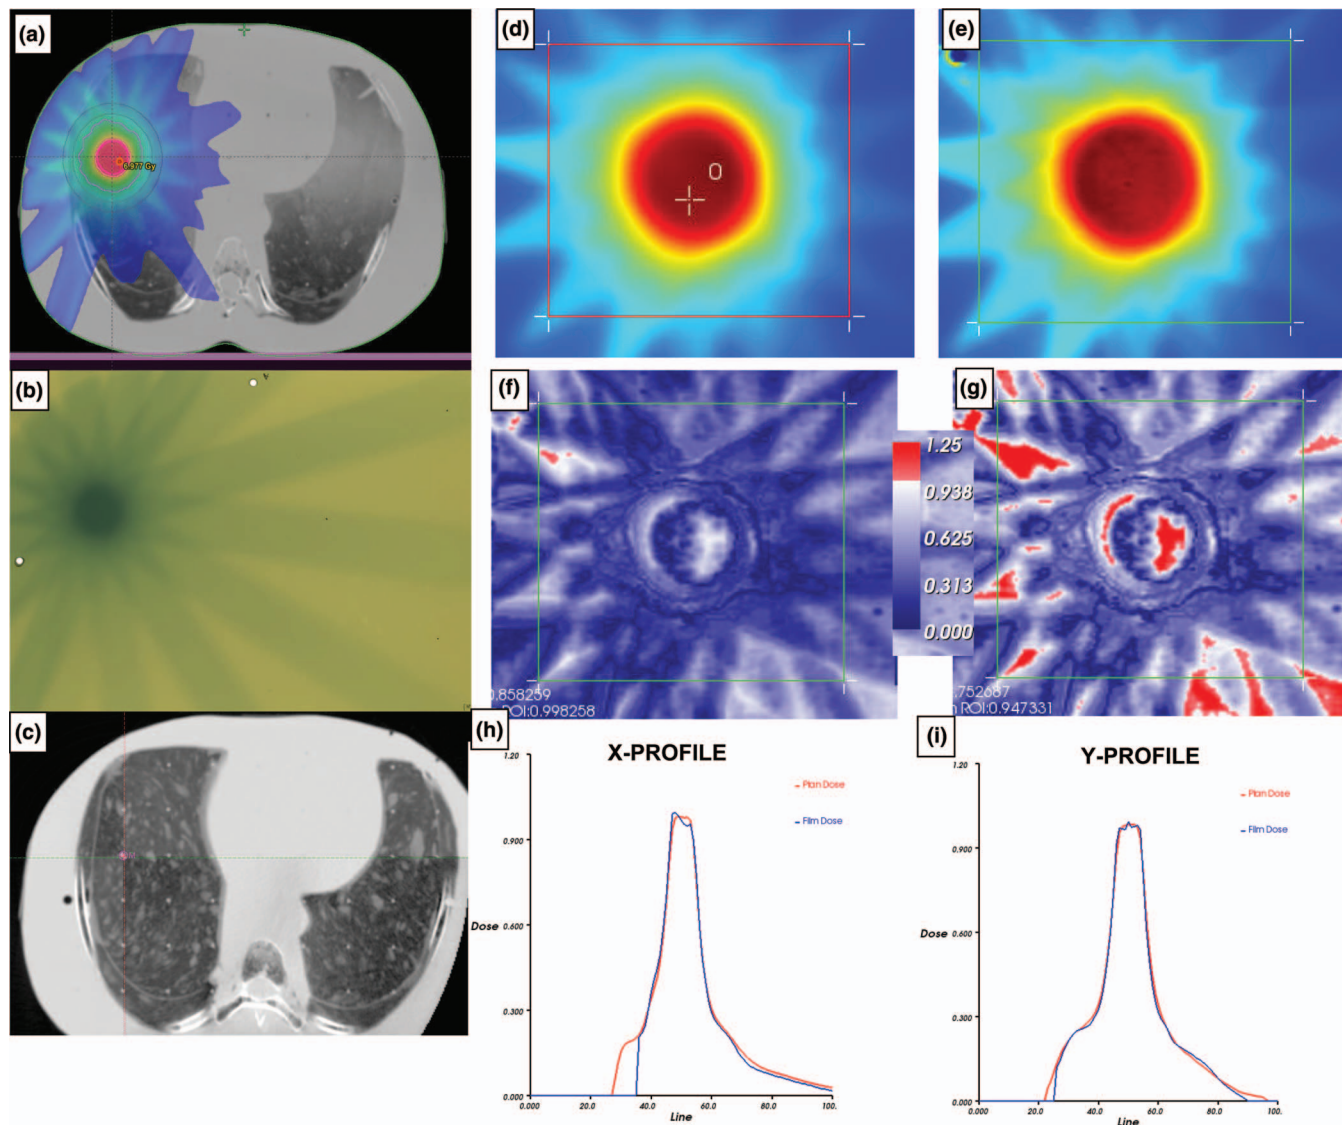 (a)
6.977 Gy
(b)
(c)
(d)
(e)
(f)
0.858259
ROI:0.998258
1.25
0.938
0.625
0.313
0.000
(g)
.752687
ROI:0.947331
(h)
X-PROFILE
1.20
0.900
Dose 0.600
0.300
0.000
0.000 20.0 40.0 60.0 80.0 100.
Line
Plan Dose
Film Dose
(i)
Y-PROFILE
1.20
0.900
Dose 0.600
0.300
0.000
0.000 20.0 40.0 60.0 80.0 100.
Line
Plan Dose
Film Dose